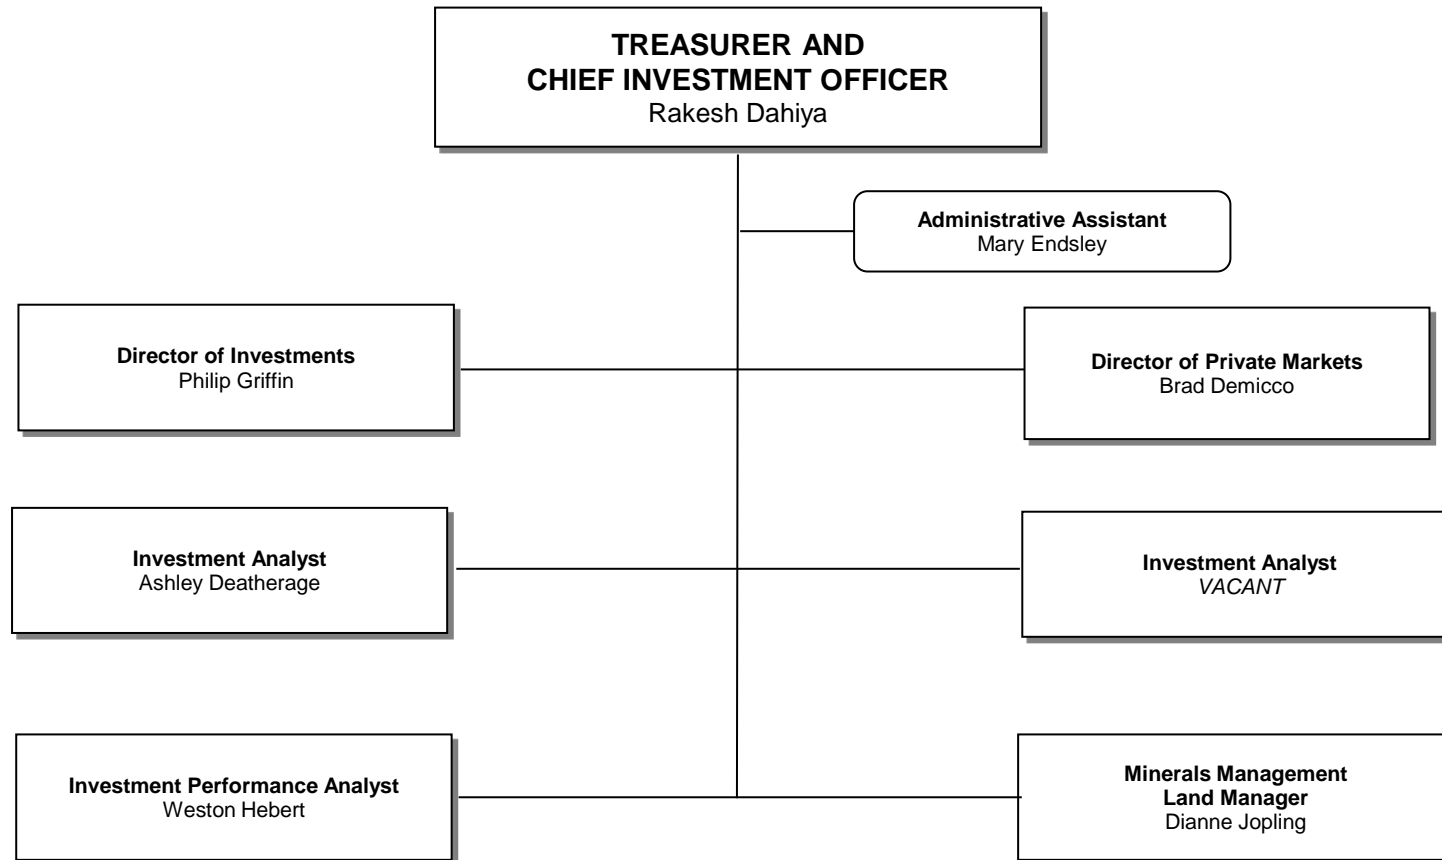 TREASURER AND
CHIEF INVESTMENT OFFICER
Rakesh Dahiya
Administrative Assistant
Mary Endsley
Director of Investments
Philip Griffin
Director of Private Markets
Brad Demicco
Investment Analyst
Ashley Deatherage
Investment Analyst
VACANT
Investment Performance Analyst
Weston Hebert
Minerals Management
Land Manager
Dianne Jopling